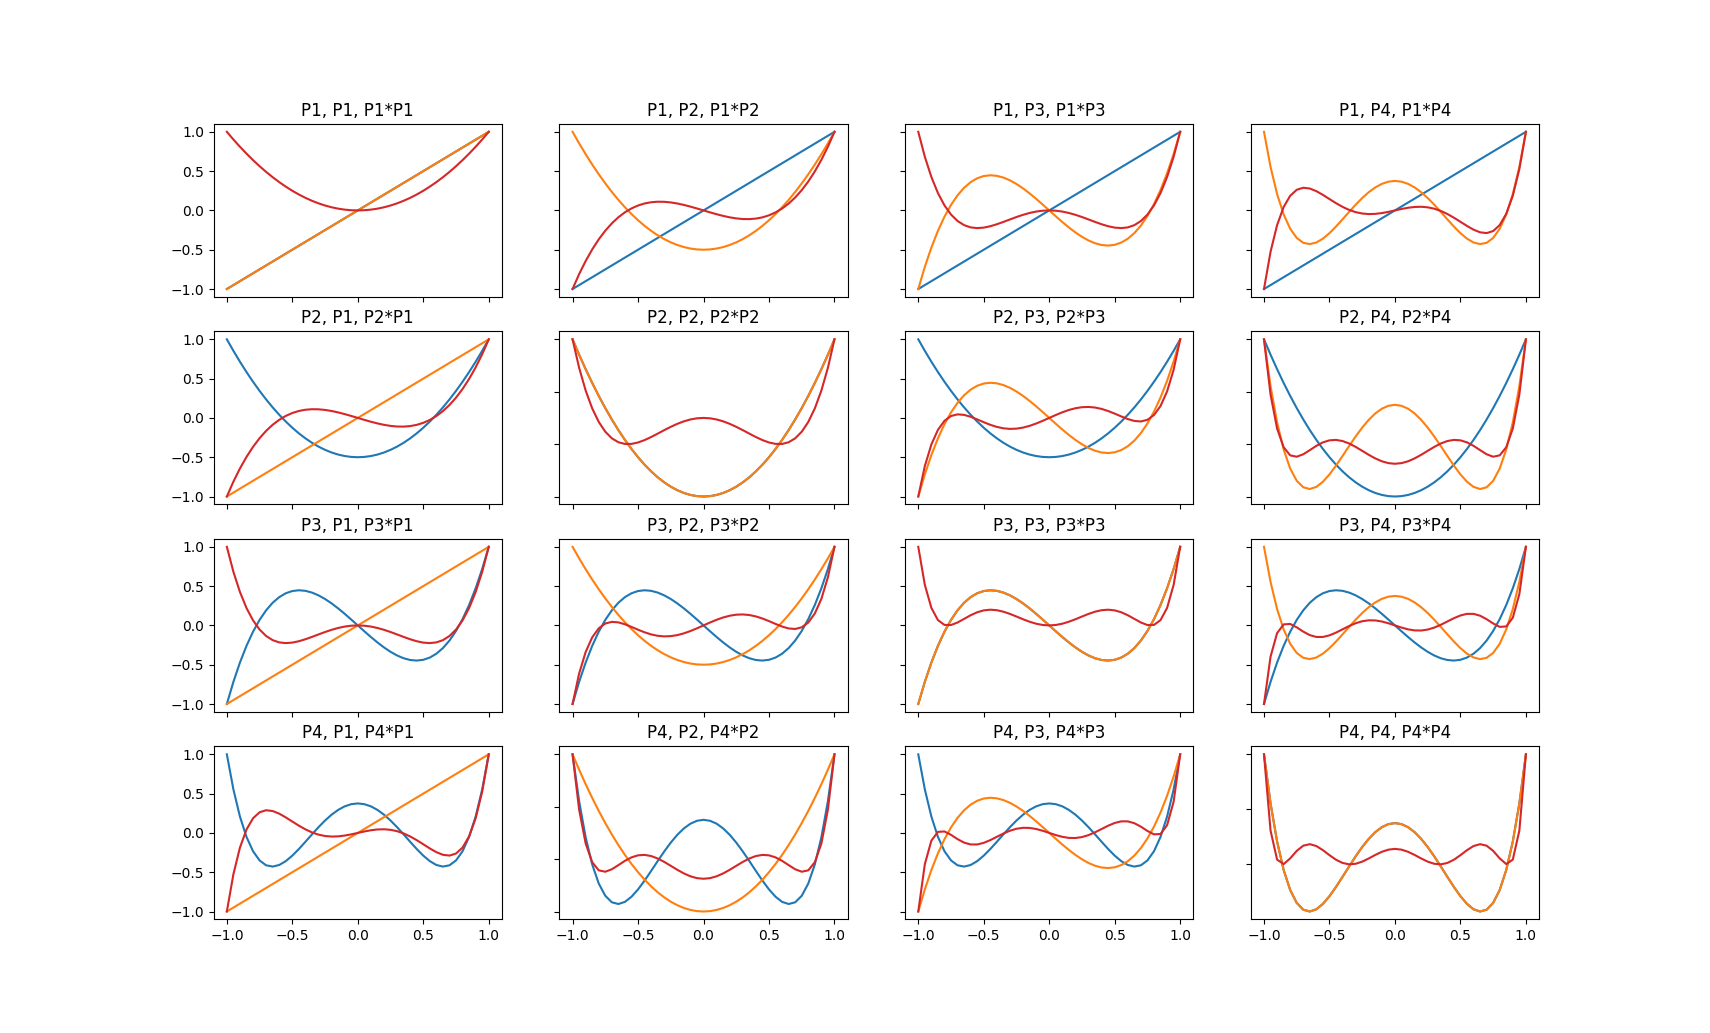 P1, P1, P1*P1
P1, P2, P1*P2
P1, P3, P1*P3
P1, P4, P1*P4
1.0
0.5
0.0
−0.5
−1.0
P2, P1, P2*P1
P2, P2, P2*P2
P2, P3, P2*P3
P2, P4, P2*P4
1.0
0.5
0.0
−0.5
−1.0
P3, P1, P3*P1
P3, P2, P3*P2
P3, P3, P3*P3
P3, P4, P3*P4
1.0
0.5
0.0
−0.5
−1.0
P4, P1, P4*P1
P4, P2, P4*P2
P4, P3, P4*P3
P4, P4, P4*P4
1.0
0.5
0.0
−0.5
−1.0
−1.0 −0.5 0.0 0.5 1.0
−1.0 −0.5 0.0 0.5 1.0
−1.0 −0.5 0.0 0.5 1.0
−1.0 −0.5 0.0 0.5 1.0